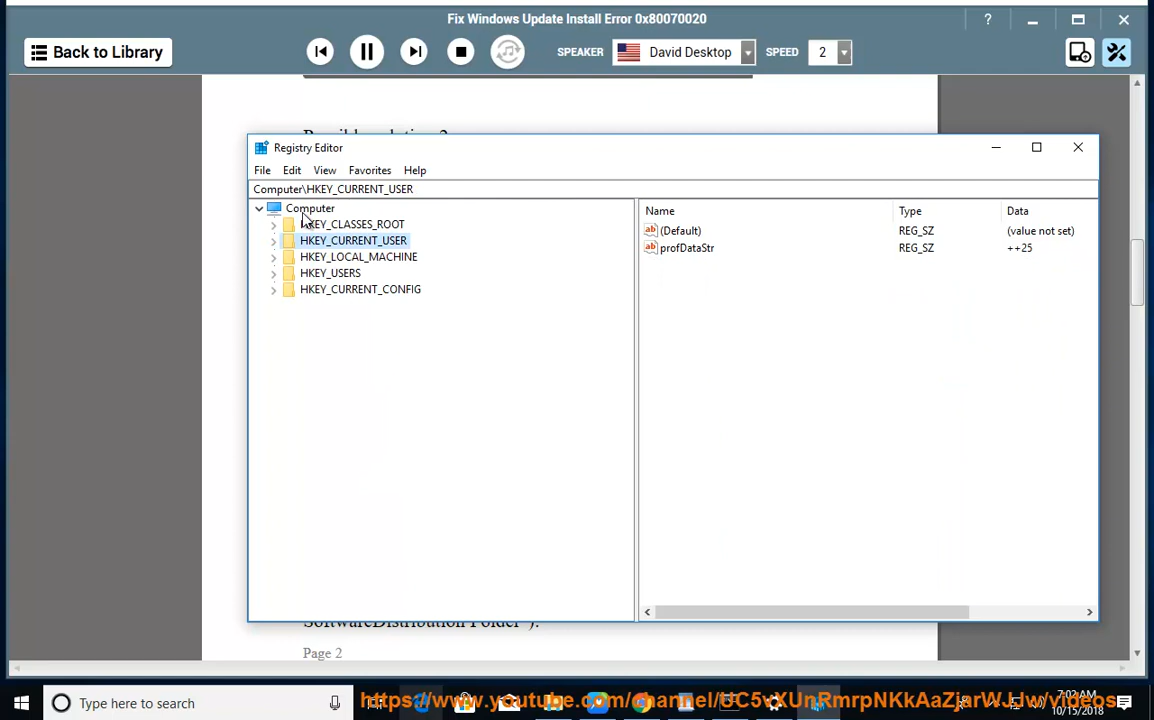 Fix Windows Update Install Error 0x80070020
?
Back to Library
SPEAKER
David Desktop
SPEED
2
Registry Editor
File Edit View Favorites Help
Computer\HKEY_CURRENT_USER
Computer
HKEY_CLASSES_ROOT
HKEY_CURRENT_USER
HKEY_LOCAL_MACHINE
HKEY_USERS
HKEY_CURRENT_CONFIG
Name Type Data
(Default) REG_SZ (value not set)
profDataStr REG_SZ ++25
SoftwareDistribution Folder").
Page 2
Type here to search
7:02 AM
10/15/2018